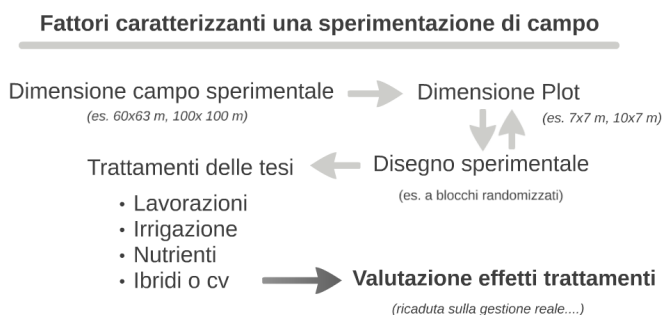 Fattori caratterizzanti una sperimentazione di campo
Dimensione campo sperimentale
(es. 60x63 m, 100x 100 m)
Dimensione Plot
(es. 7x7 m, 10x7 m)
Disegno sperimentale
(es. a blocchi randomizzati)
Trattamenti delle tesi
• Lavorazioni
• Irrigazione
• Nutrienti
• Ibridi o cv
Valutazione effetti trattamenti
(ricaduta sulla gestione reale....)